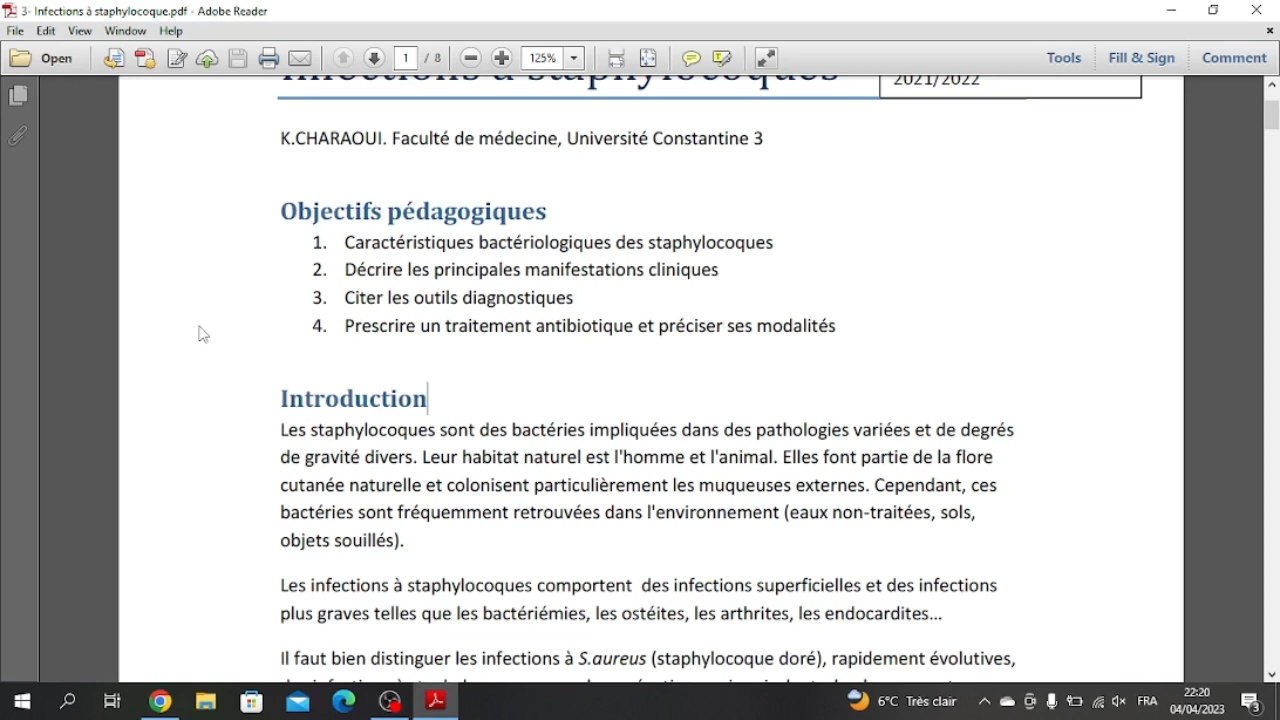 3- Infections à staphylocoque.pdf - Adobe Reader
File Edit View Window Help
Open 1 / 8 125% Tools Fill & Sign Comment
Infections à staphylocoques
2021/2022
K.CHARAOUI. Faculté de médecine, Université Constantine 3
Objectifs pédagogiques
1. Caractéristiques bactériologiques des staphylocoques
2. Décrire les principales manifestations cliniques
3. Citer les outils diagnostiques
4. Prescrire un traitement antibiotique et préciser ses modalités
Introduction
Les staphylocoques sont des bactéries impliquées dans des pathologies variées et de degrés
de gravité divers. Leur habitat naturel est l'homme et l'animal. Elles font partie de la flore
cutanée naturelle et colonisent particulièrement les muqueuses externes. Cependant, ces
bactéries sont fréquemment retrouvées dans l'environnement (eaux non-traitées, sols,
objets souillés).
Les infections à staphylocoques comportent des infections superficielles et des infections
plus graves telles que les bactériémies, les ostéites, les arthrites, les endocardites...
Il faut bien distinguer les infections à S.aureus (staphylocoque doré), rapidement évolutives,
6°C Très clair FRA 22:20
04/04/2023 3